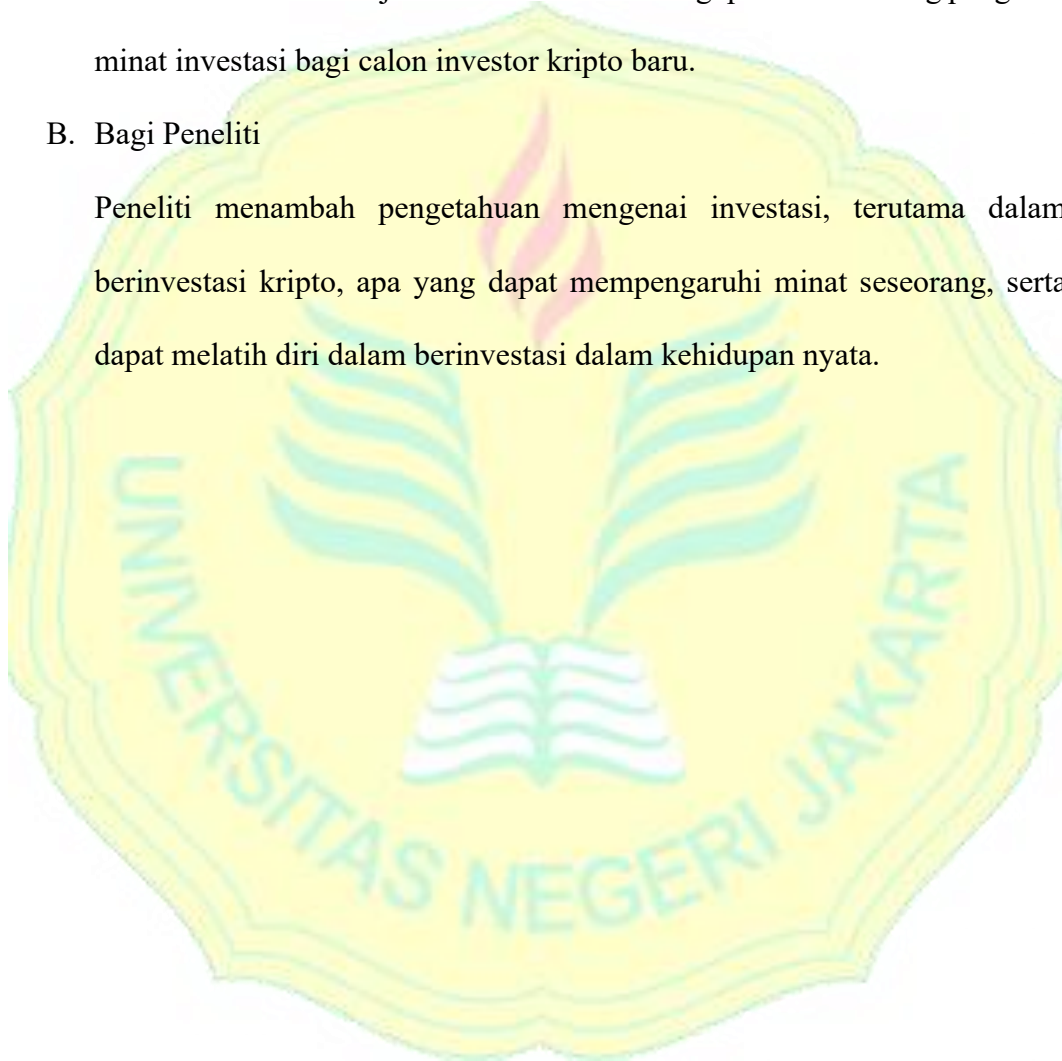 minat investasi bagi calon investor kripto baru.
B. Bagi Peneliti
Peneliti menambah pengetahuan mengenai investasi, terutama dalam
berinvestasi kripto, apa yang dapat mempengaruhi minat seseorang, serta
dapat melatih diri dalam berinvestasi dalam kehidupan nyata.
UNIVERSITAS NEGERI JAKARTA